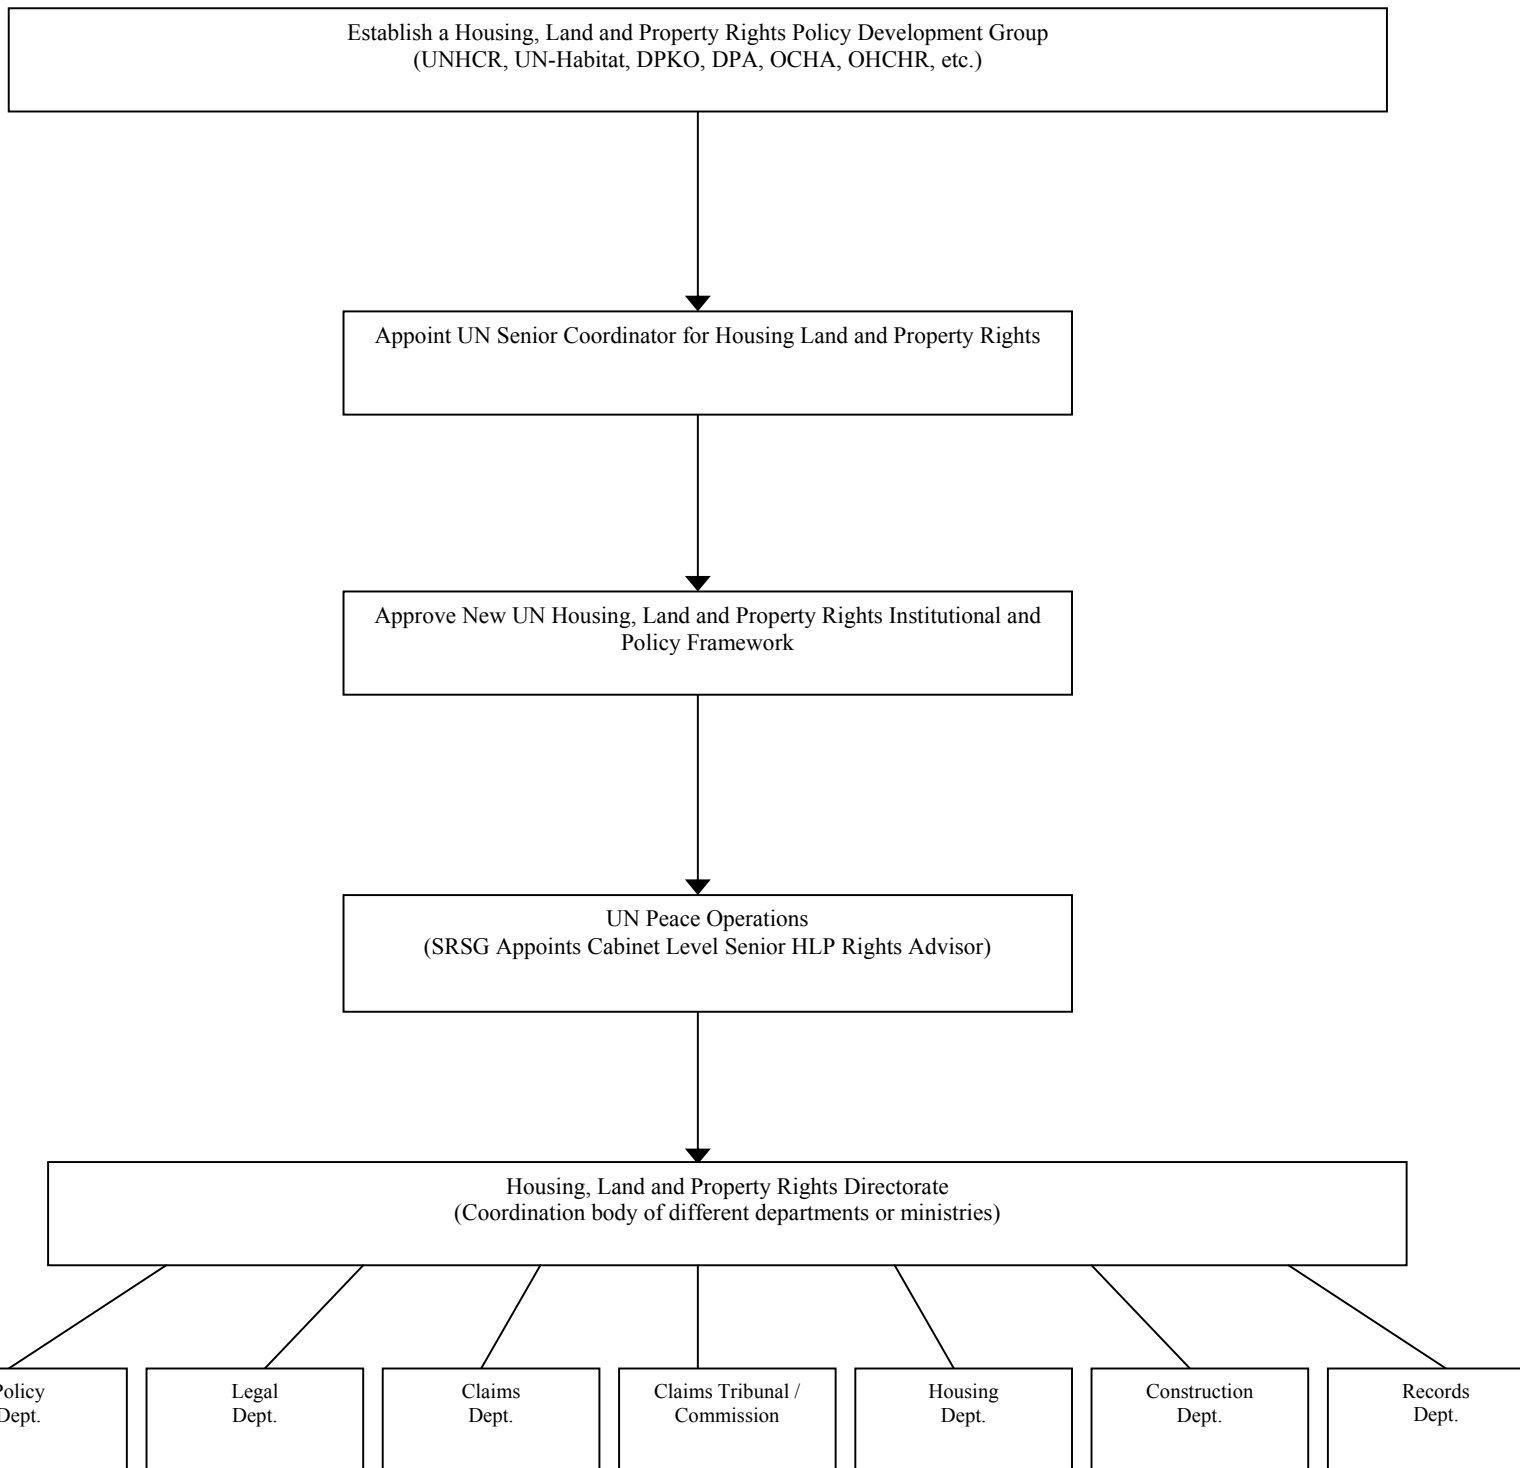 Establish a Housing, Land and Property Rights Policy Development Group
(UNHCR, UN-Habitat, DPKO, DPA, OCHA, OHCHR, etc.)
Appoint UN Senior Coordinator for Housing Land and Property Rights
Approve New UN Housing, Land and Property Rights Institutional and
Policy Framework
UN Peace Operations
(SRSG Appoints Cabinet Level Senior HLP Rights Advisor)
Housing, Land and Property Rights Directorate
(Coordination body of different departments or ministries)
Policy
Dept.
Legal
Dept.
Claims
Dept.
Claims Tribunal /
Commission
Housing
Dept.
Construction
Dept.
Records
Dept.